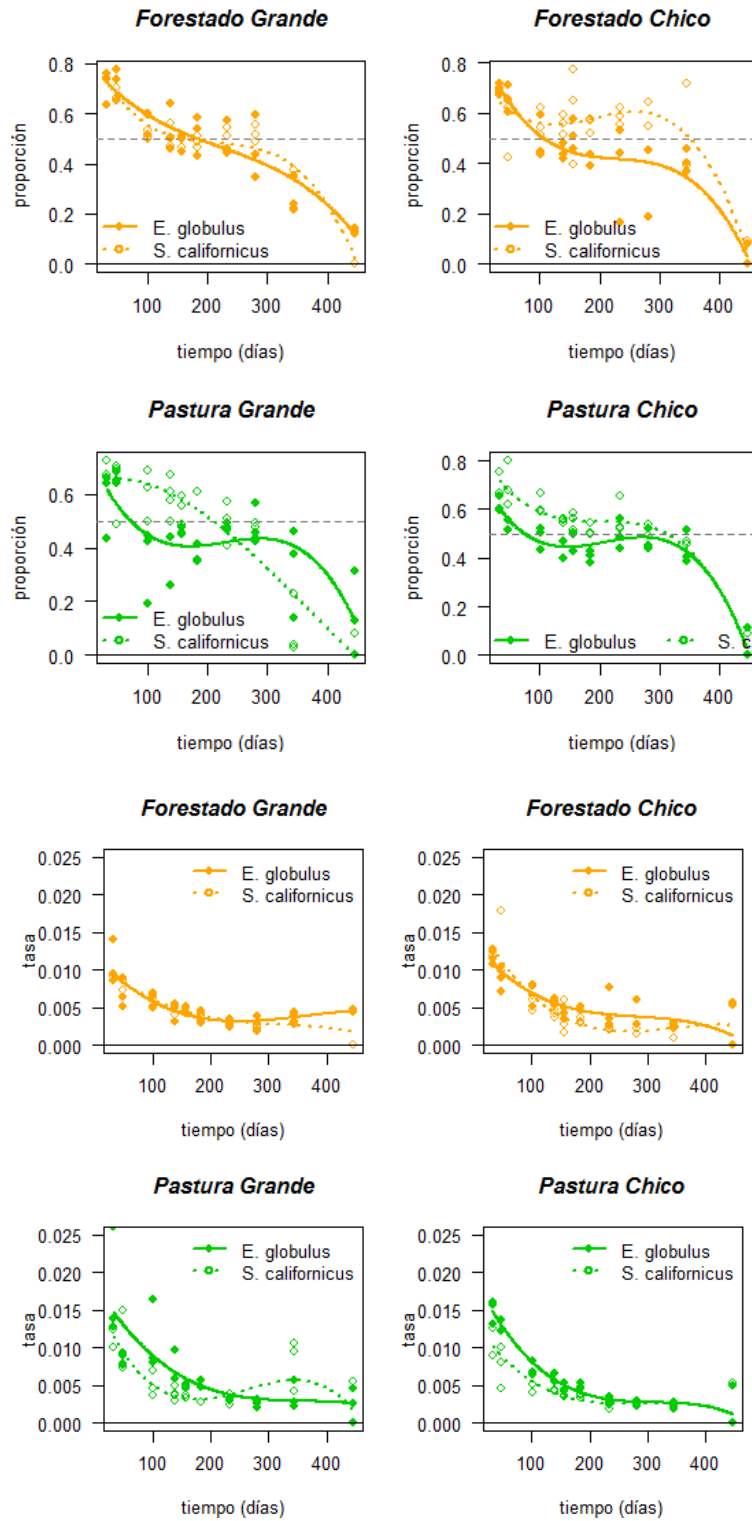 Forestado Grande
Forestado Chico
proporción
0.8
0.6
0.4
0.2
0.0
E. globulus
S. californicus
100 200 300 400
tiempo (días)
proporción
0.8
0.6
0.4
0.2
0.0
E. globulus
S. californicus
100 200 300 400
tiempo (días)
Pastura Grande
Pastura Chico
proporción
0.6
0.4
0.2
0.0
E. globulus
S. californicus
100 200 300 400
tiempo (días)
proporción
0.8
0.6
0.4
0.2
0.0
E. globulus S. c
100 200 300 400
tiempo (días)
Forestado Grande
Forestado Chico
tasa
0.025
0.020
0.015
0.010
0.005
0.000
E. globulus
S. californicus
100 200 300 400
tiempo (días)
tasa
0.025
0.020
0.015
0.010
0.005
0.000
E. globulus
S. californicus
100 200 300 400
tiempo (días)
Pastura Grande
Pastura Chico
tasa
0.025
0.020
0.015
0.010
0.005
0.000
E. globulus
S. californicus
100 200 300 400
tiempo (días)
tasa
0.025
0.020
0.015
0.010
0.005
0.000
E. globulus
S. californicus
100 200 300 400
tiempo (días)